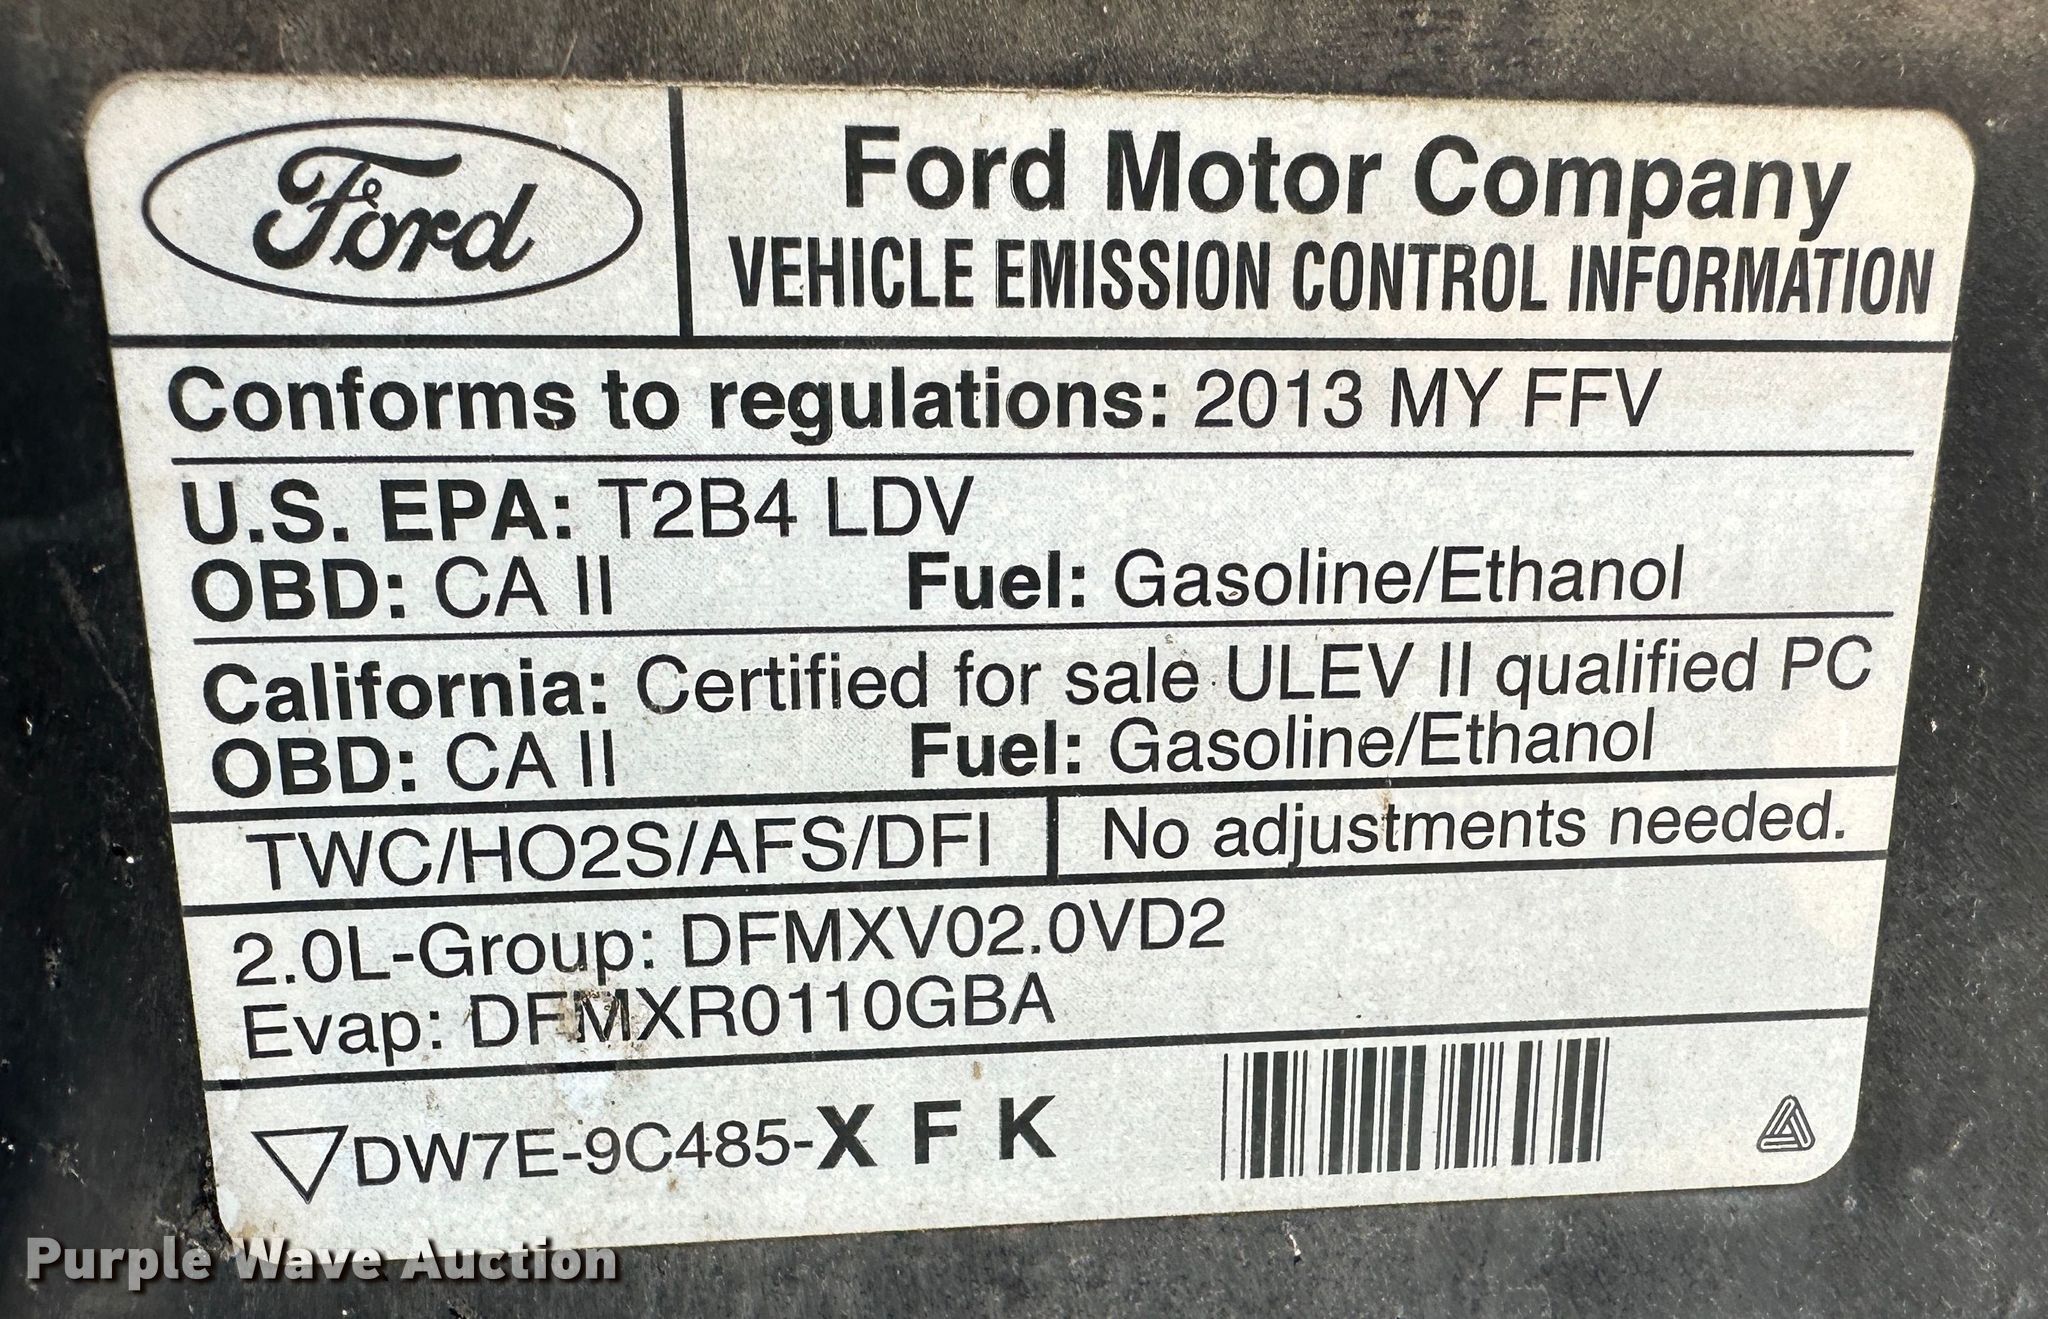 Ford
Ford Motor Company
VEHICLE EMISSION CONTROL INFORMATION
Conforms to regulations: 2013 MY FFV
U.S. EPA: T2B4 LDV
OBD: CA II Fuel: Gasoline/Ethanol
California: Certified for sale ULEV II qualified PC
OBD: CA II Fuel: Gasoline/Ethanol
TWC/HO2S/AFS/DFI No adjustments needed.
2.0L-Group: DFMXV02.0VD2
Evap: DFMXR0110GBA
DW7E-9C485-X F K
Purple Wave Auction